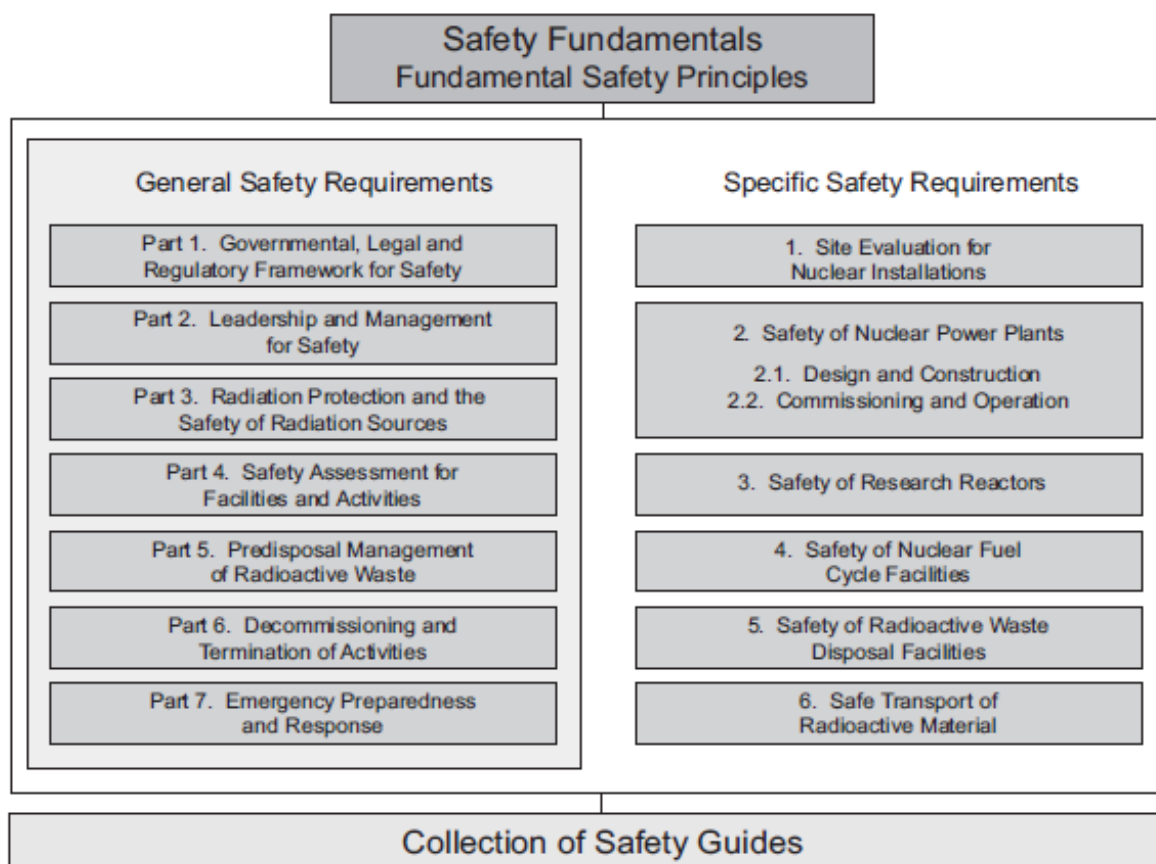 Safety Fundamentals
Fundamental Safety Principles
General Safety Requirements
Part 1. Governmental, Legal and
Regulatory Framework for Safety
Part 2. Leadership and Management
for Safety
Part 3. Radiation Protection and the
Safety of Radiation Sources
Part 4. Safety Assessment for
Facilities and Activities
Part 5. Predisposal Management
of Radioactive Waste
Part 6. Decommissioning and
Termination of Activities
Part 7. Emergency Preparedness
and Response
Specific Safety Requirements
1. Site Evaluation for
Nuclear Installations
2. Safety of Nuclear Power Plants
2.1. Design and Construction
2.2. Commissioning and Operation
3. Safety of Research Reactors
4. Safety of Nuclear Fuel
Cycle Facilities
5. Safety of Radioactive Waste
Disposal Facilities
6. Safe Transport of
Radioactive Material
Collection of Safety Guides